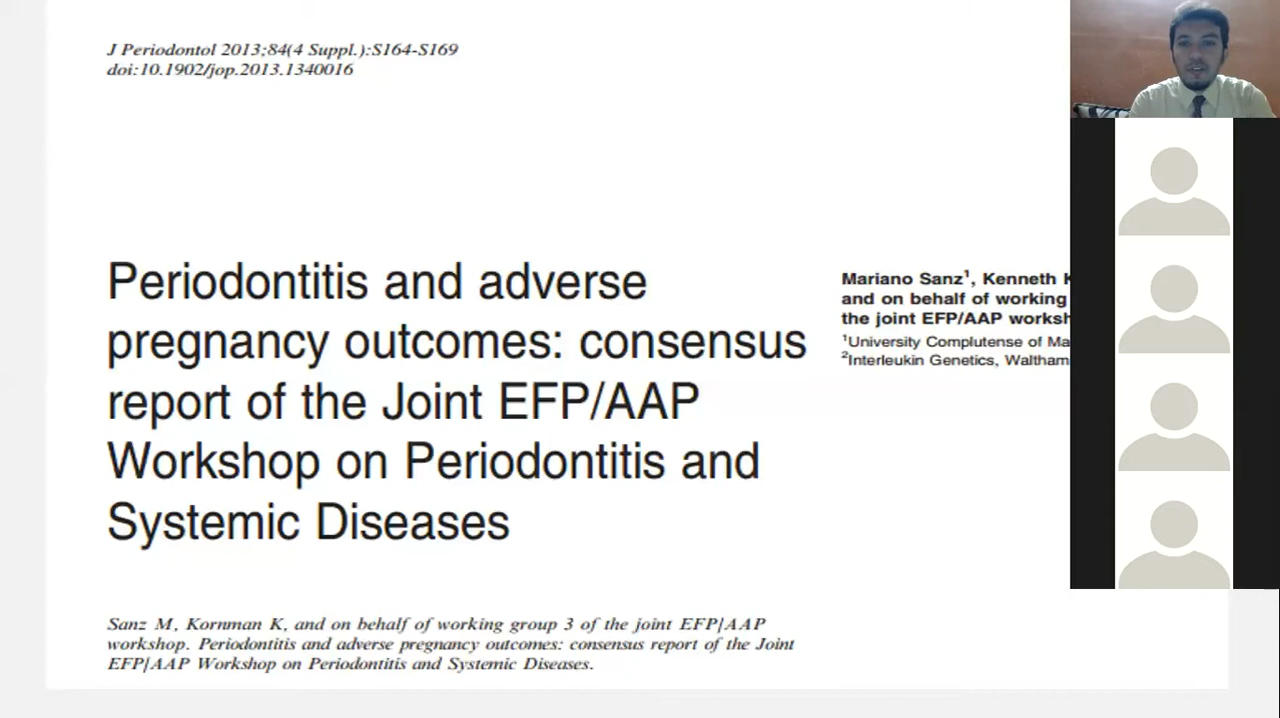 J Periodontol 2013;84(4 Suppl.):S164-S169
doi:10.1902/jop.2013.1340016
Periodontitis and adverse
pregnancy outcomes: consensus
report of the Joint EFP/AAP
Workshop on Periodontitis and
Systemic Diseases
Mariano Sanz1, Kenneth
and on behalf of working
the joint EFP/AAP
1University Complutense of
2Interleukin Genetics, Waltham
Sanz M, Kornman K, and on behalf of working group 3 of the joint EFP/AAP
workshop. Periodontitis and adverse pregnancy outcomes: consensus report of the Joint
EFP/AAP Workshop on Periodontitis and Systemic Diseases.